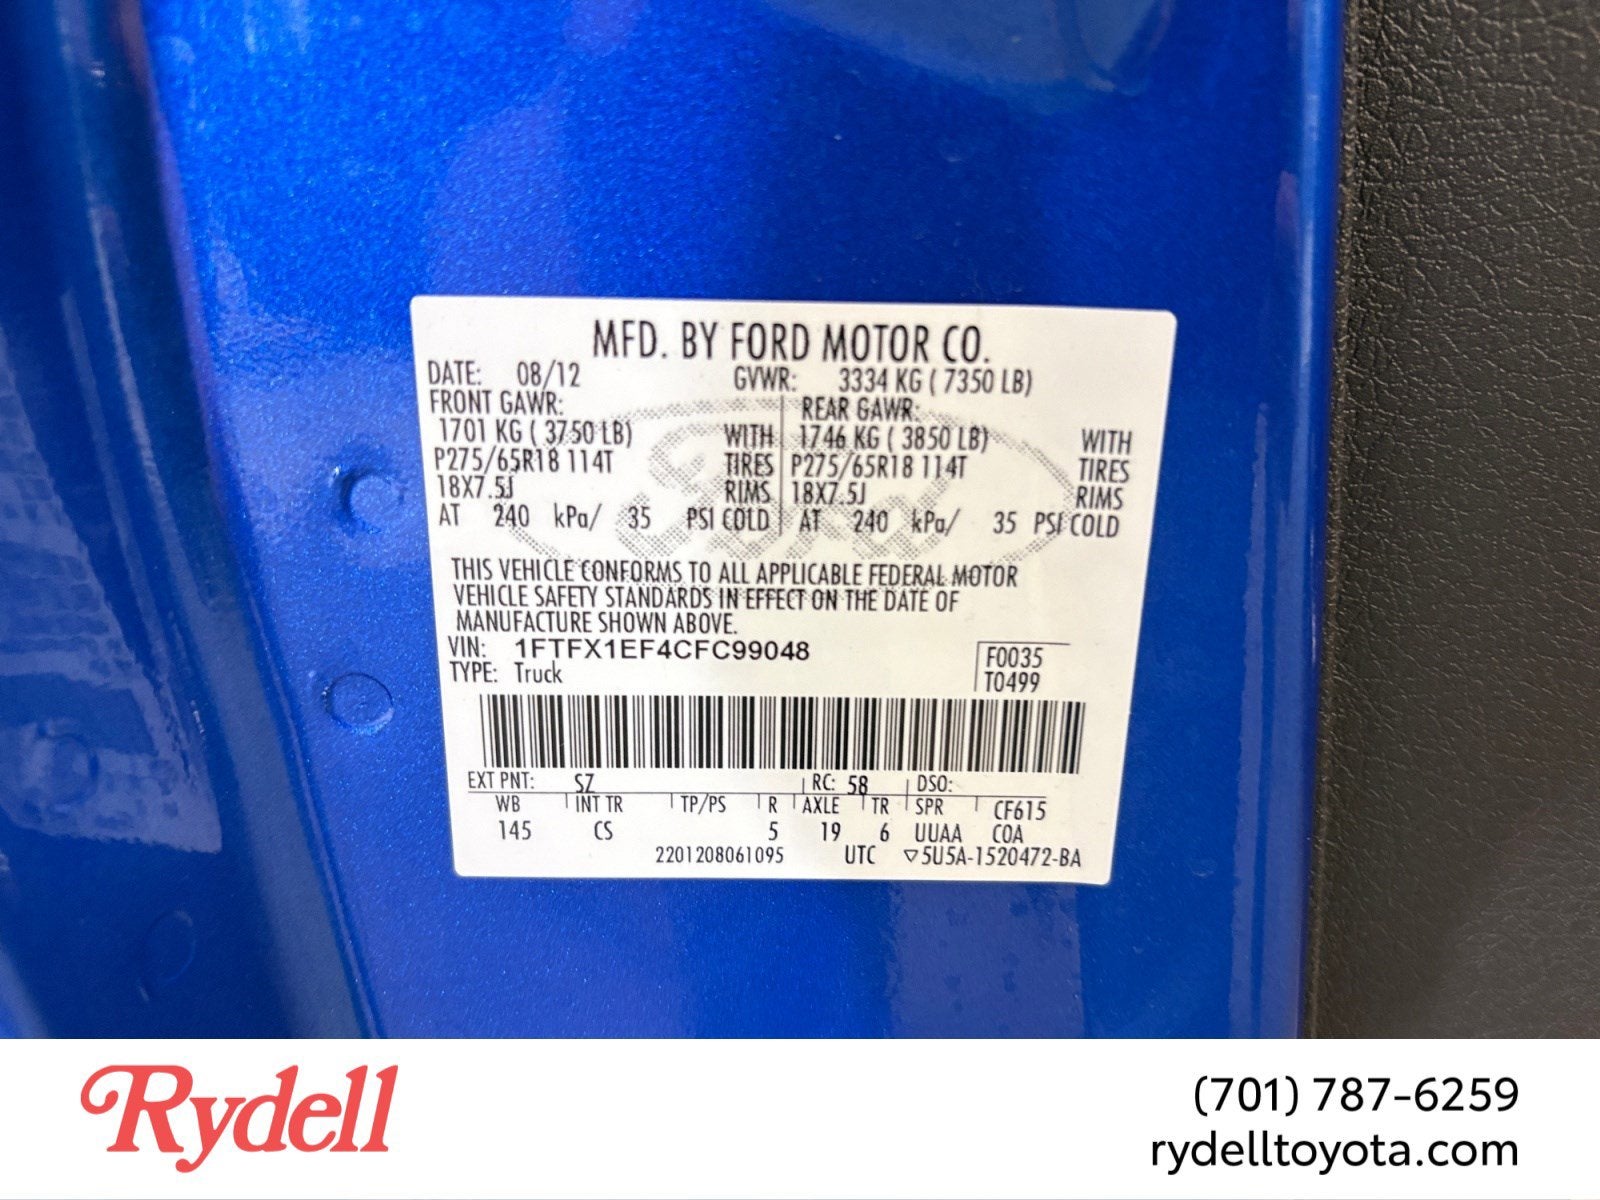 MFD. BY FORD MOTOR CO.
DATE: 08/12 GVWR: 3334 KG ( 7350 LB)
FRONT GAWR: REAR GAWR:
1701 KG ( 3750 LB) WITH 1746 KG ( 3850 LB) WITH
P275/65R18 114T TIRES P275/65R18 114T TIRES
18X7.5J RIMS 18X7.5J RIMS
AT 240 kPa/ 35 PSI COLD AT 240 kPa/ 35 PSI COLD
Ford
THIS VEHICLE CONFORMS TO ALL APPLICABLE FEDERAL MOTOR
VEHICLE SAFETY STANDARDS IN EFFECT ON THE DATE OF
MANUFACTURE SHOWN ABOVE.
VIN: 1FTFX1EF4CFC99048 F0035
TYPE: Truck T0499
EXT PNT: SZ RC: 58 DSO:
WB INT TR TP/PS R AXLE TR SPR CF615
145 CS 5 19 6 UUAA COA
2201208061095 UTC ▽5U5A-1520472-BA
Rydell
(701) 787-6259
rydelltoyota.com